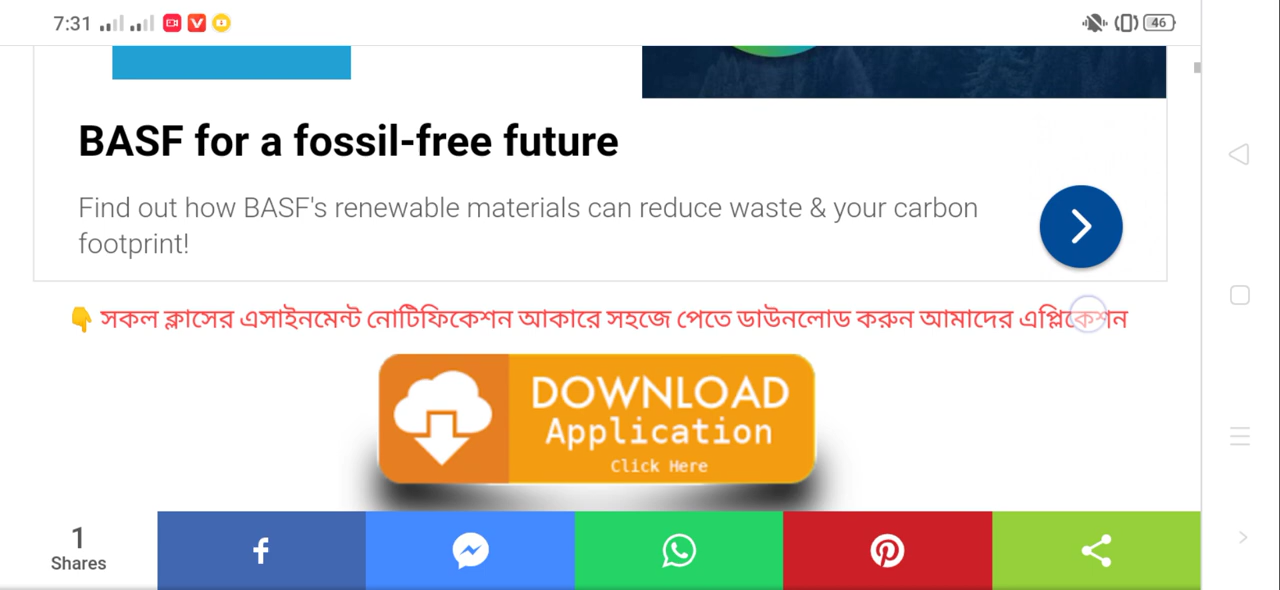 7:31
46
BASF for a fossil-free future
Find out how BASF's renewable materials can reduce waste & your carbon
footprint!
👇 সকল ক্লাসের এসাইনমেন্ট নোটিফিকেশন আকারে সহজে পেতে ডাউনলোড করুন আমাদের এপ্লিকেশন
DOWNLOAD
Application
Click Here
1
Shares